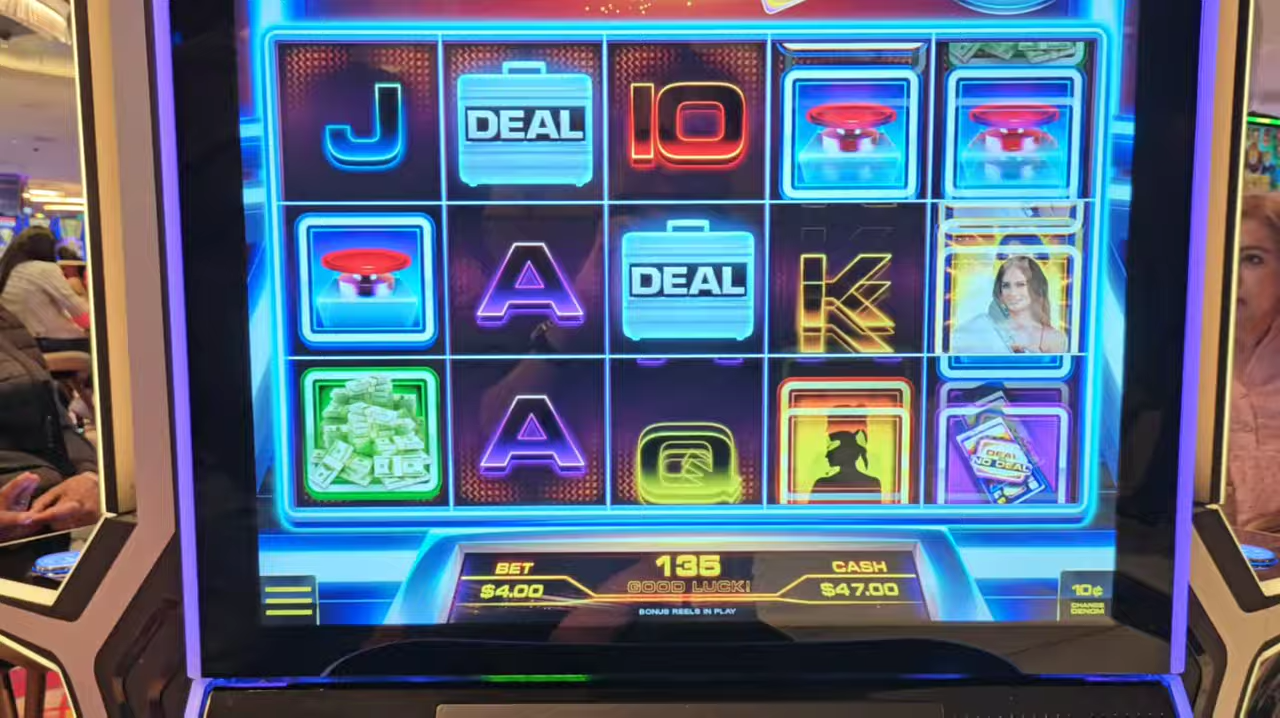 J DEAL 10
A DEAL K
A Q
DEAL
NO DEAL
BET 135 CASH
$4.00 GOOD LUCK! $47.00
BONUS REELS IN PLAY
10¢
CHANGE
DENOM